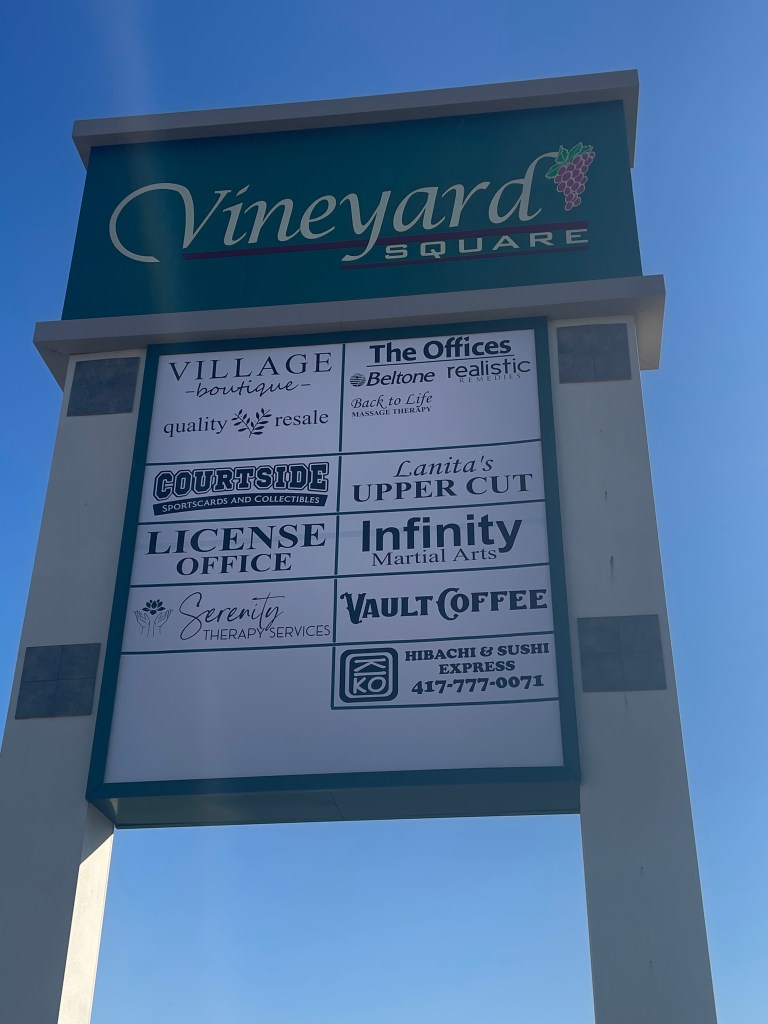 Vineyard
SQUARE
VILLAGE
-boutique-
quality resale
The Offices
Beltone realistic
REMEDIES
Back to Life
MASSAGE THERAPY
COURTSIDE
SPORTSCARDS AND COLLECTIBLES
Lanita's
UPPER CUT
LICENSE
OFFICE
Infinity
Martial Arts
Serenity
THERAPY SERVICES
VAULT COFFEE
KO
HIBACHI & SUSHI
EXPRESS
417-777-0071